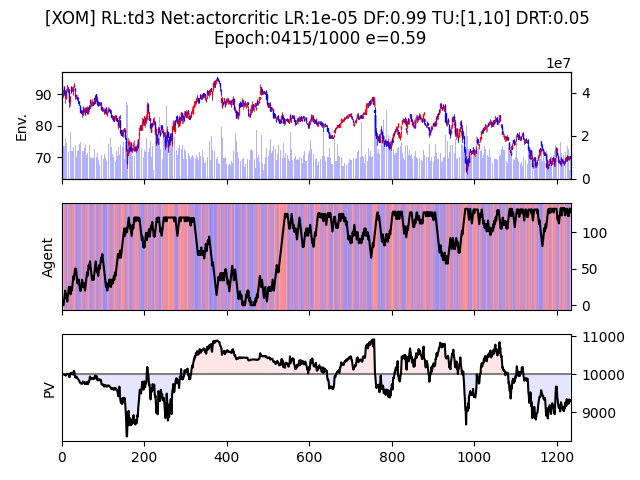 [XOM] RL:td3 Net:actorcritic LR:1e-05 DF:0.99 TU:[1,10] DRT:0.05
Epoch:0415/1000 e=0.59
1e7
Env.
90
80
70
4
2
0
Agent
100
50
0
PV
11000
10000
9000
0 200 400 600 800 1000 1200